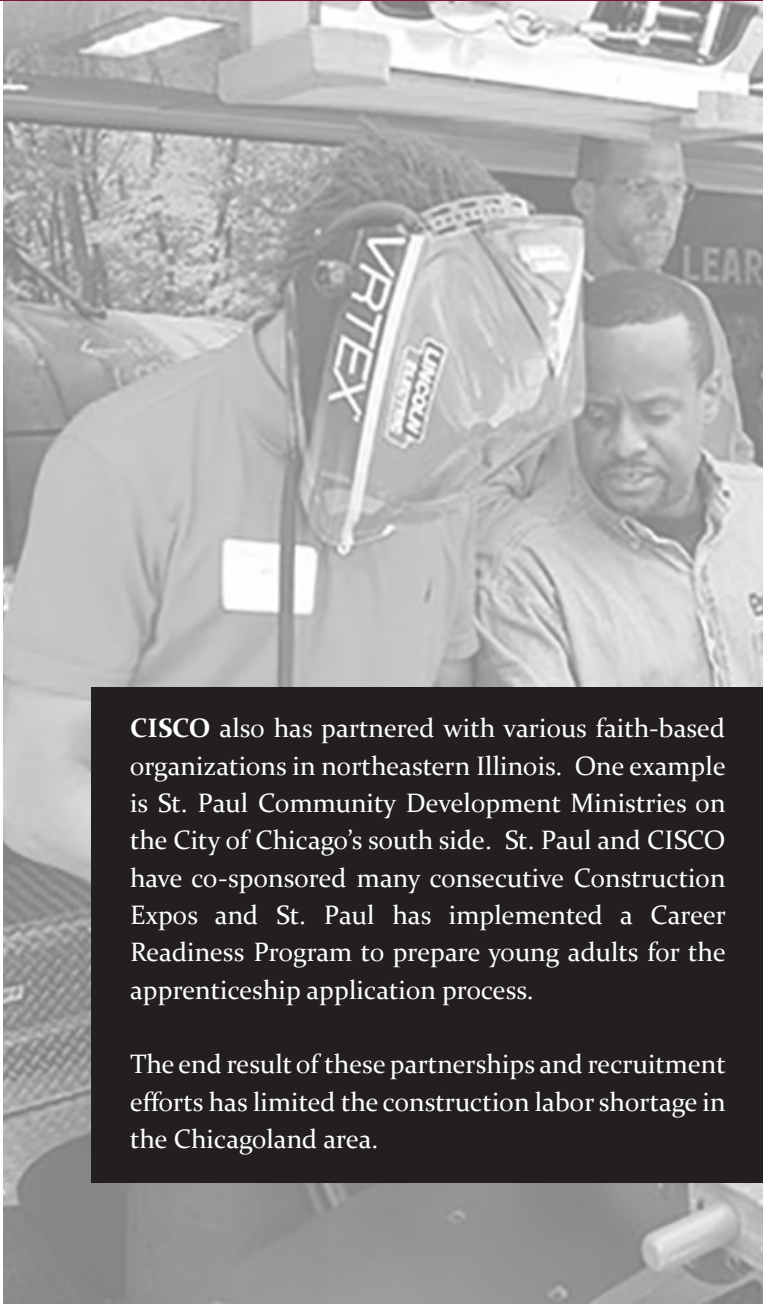 LEAR
VRTEX
LINCOLN
ELECTRIC
CISCO also has partnered with various faith-based
organizations in northeastern Illinois.  One example
is St. Paul Community Development Ministries on
the City of Chicago’s south side.  St. Paul and CISCO
have co-sponsored many consecutive Construction
Expos and St. Paul has implemented a Career
Readiness Program to prepare young adults for the
apprenticeship application process.
The end result of these partnerships and recruitment
efforts has limited the construction labor shortage in
the Chicagoland area.